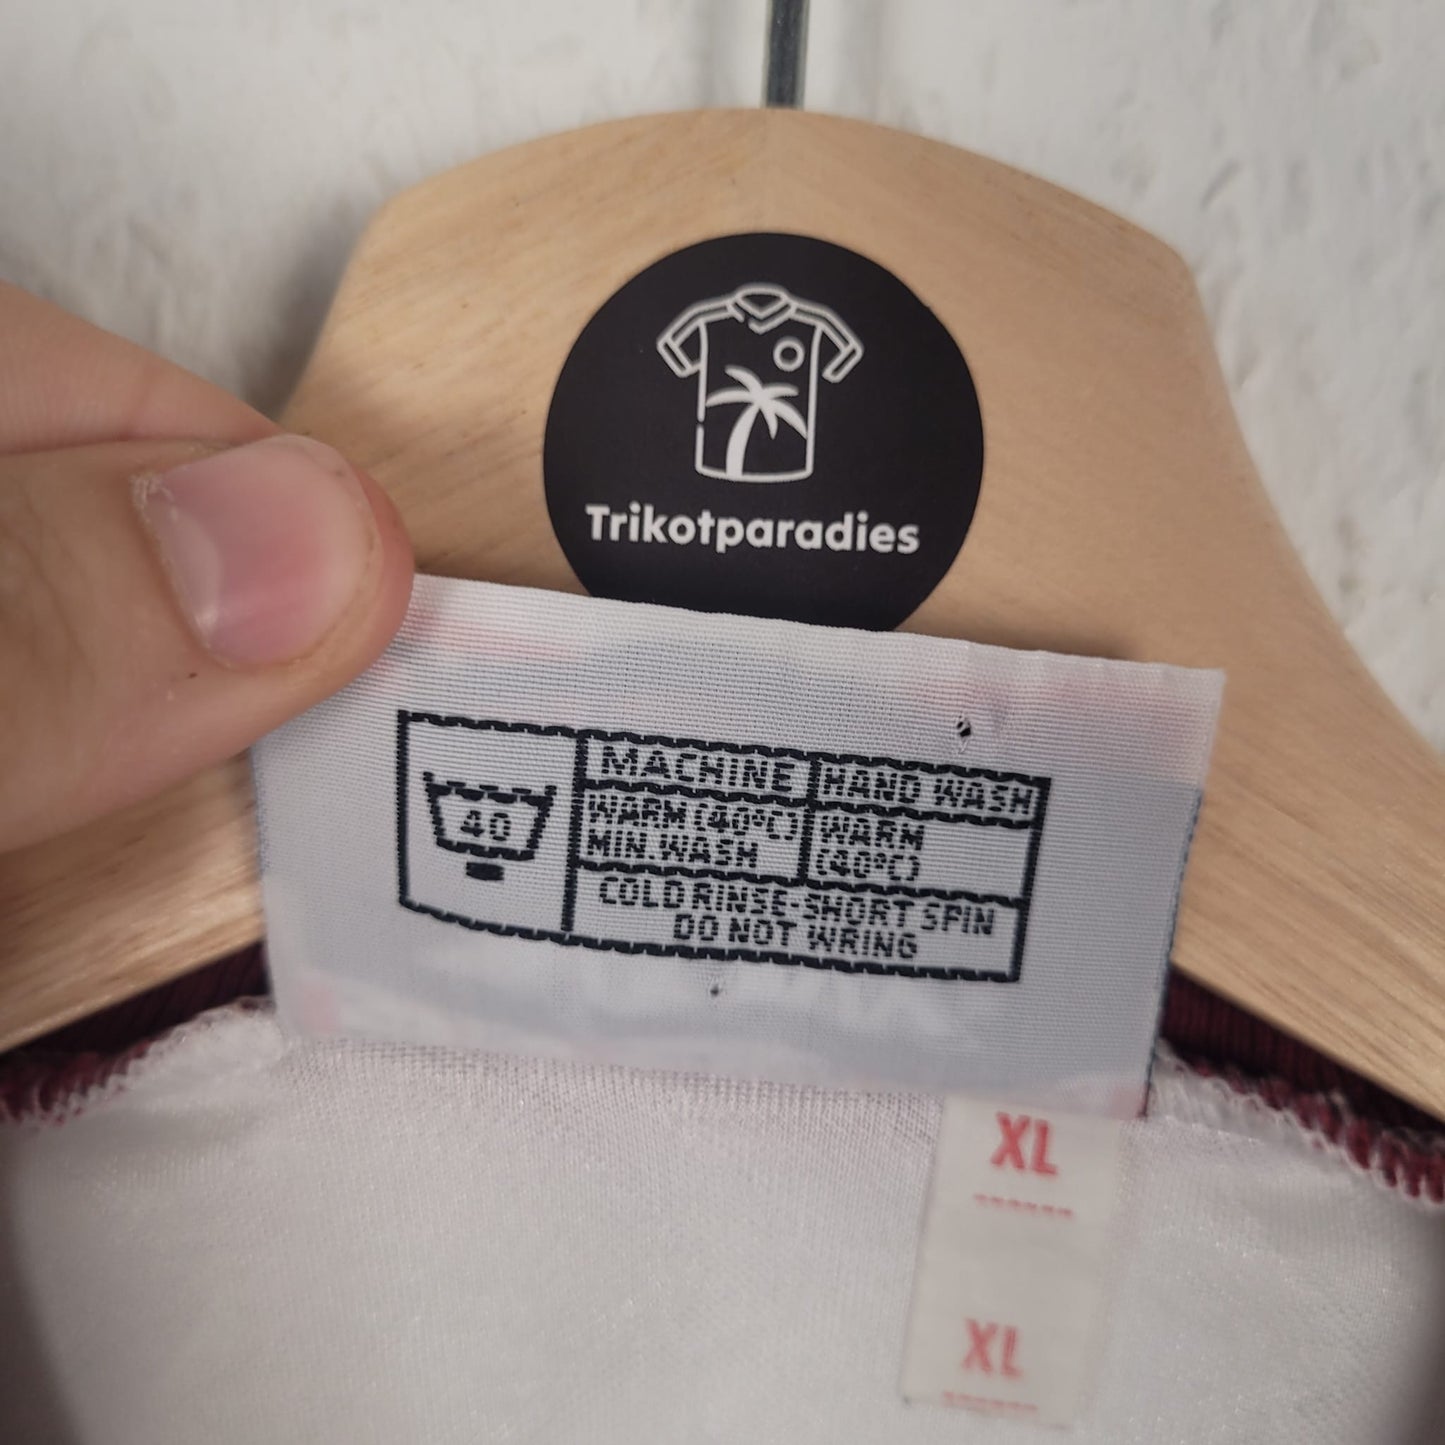 Trikotparadies
40
MACHINE
HAND WASH
WARM (40°C)
MIN.WASH
WARM
(40°C)
COLD RINSE-SHORT SPIN
DO NOT WRING
XL
XL